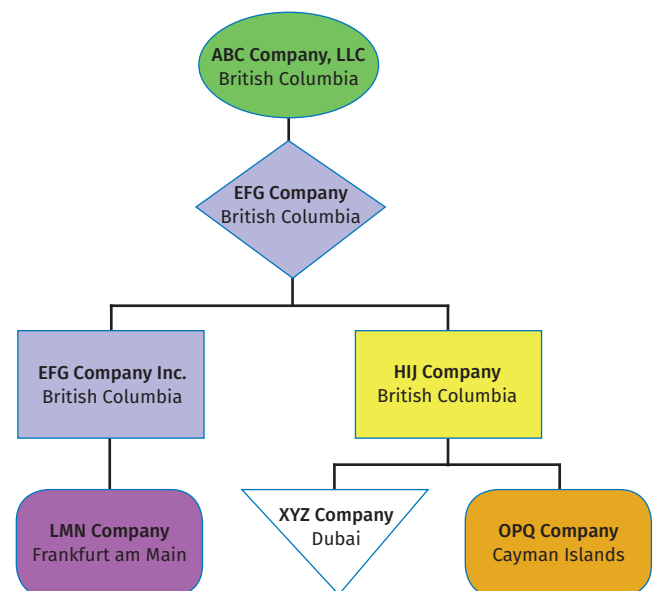 ABC Company, LLC
British Columbia
EFG Company
British Columbia
EFG Company Inc.
British Columbia
HIJ Company
British Columbia
LMN Company
Frankfurt am Main
XYZ Company
Dubai
OPQ Company
Cayman Islands